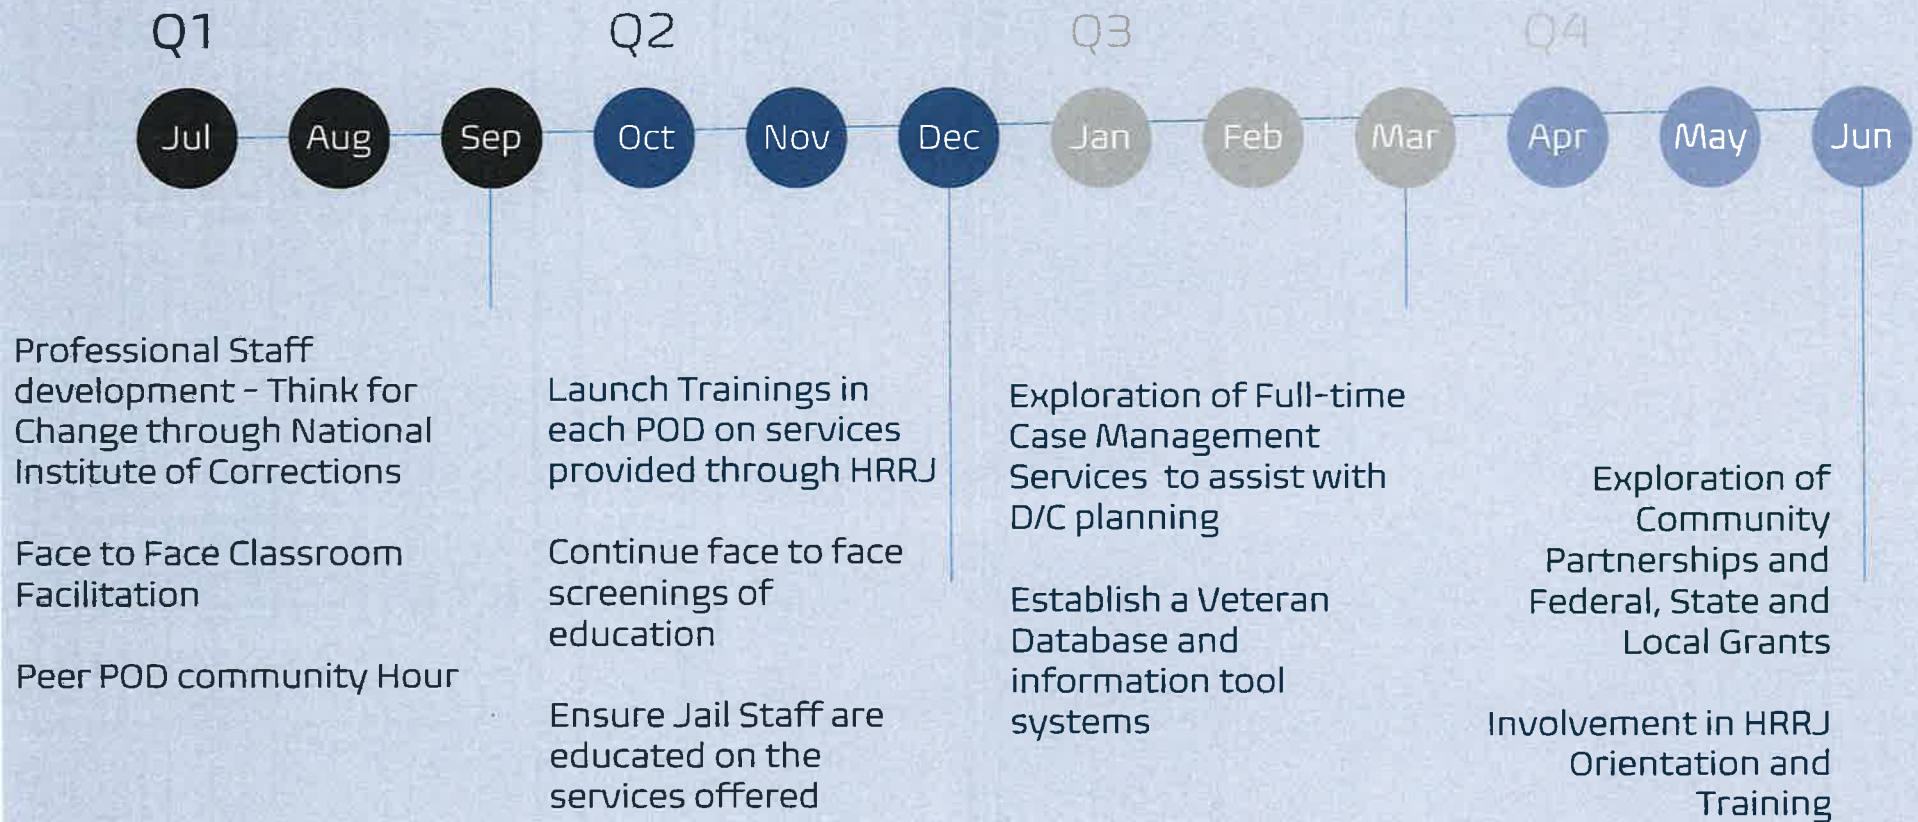 Q1
Q2
Q3
Q4
Jul
Aug
Sep
Oct
Nov
Dec
Jan
Feb
Mar
Apr
May
Jun
Professional Staff
development – Think for
Change through National
Institute of Corrections
Face to Face Classroom
Facilitation
Peer POD community Hour
Launch Trainings in
each POD on services
provided through HRRJ
Continue face to face
screenings of
education
Ensure Jail Staff are
educated on the
services offered
Exploration of Full-time
Case Management
Services to assist with
D/C planning
Establish a Veteran
Database and
information tool
systems
Exploration of
Community
Partnerships and
Federal, State and
Local Grants
Involvement in HRRJ
Orientation and
Training